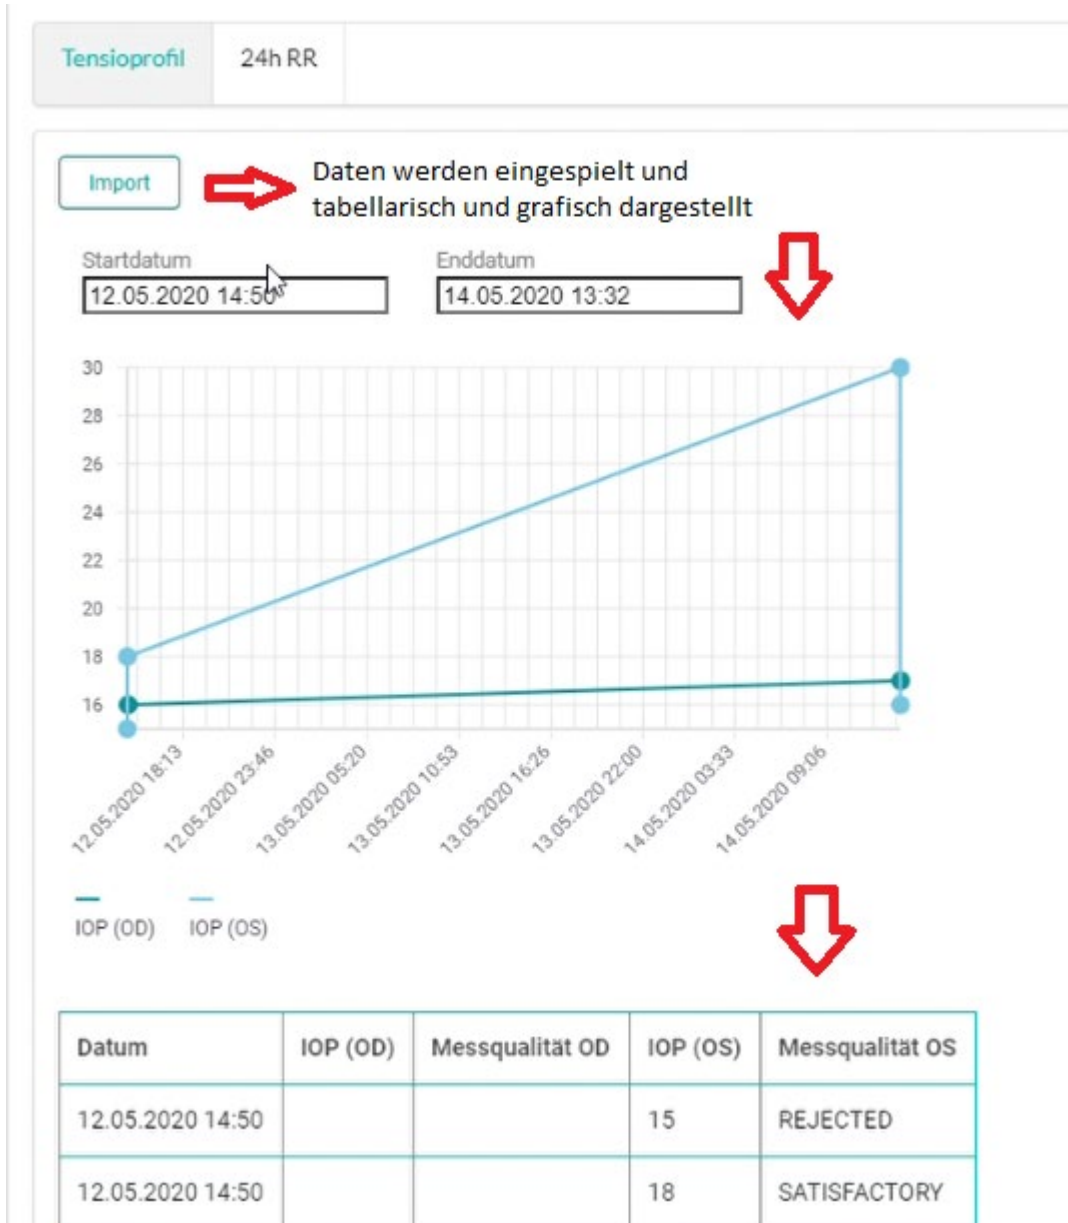 Tensioprofil 24h RR
Import
Daten werden eingespielt und
tabellarisch und grafisch dargestellt
Startdatum Enddatum
12.05.2020 14:50 14.05.2020 13:32
30
28
26
24
22
20
18
16
12.05.2020 18:13 12.05.2020 23:46 13.05.2020 05:20 13.05.2020 10:53 13.05.2020 16:26 13.05.2020 22:00 14.05.2020 03:33 14.05.2020 09:06
IOP (OD) IOP (OS)
Datum IOP (OD) Messqualität OD IOP (OS) Messqualität OS
12.05.2020 14:50 15 REJECTED
12.05.2020 14:50 18 SATISFACTORY